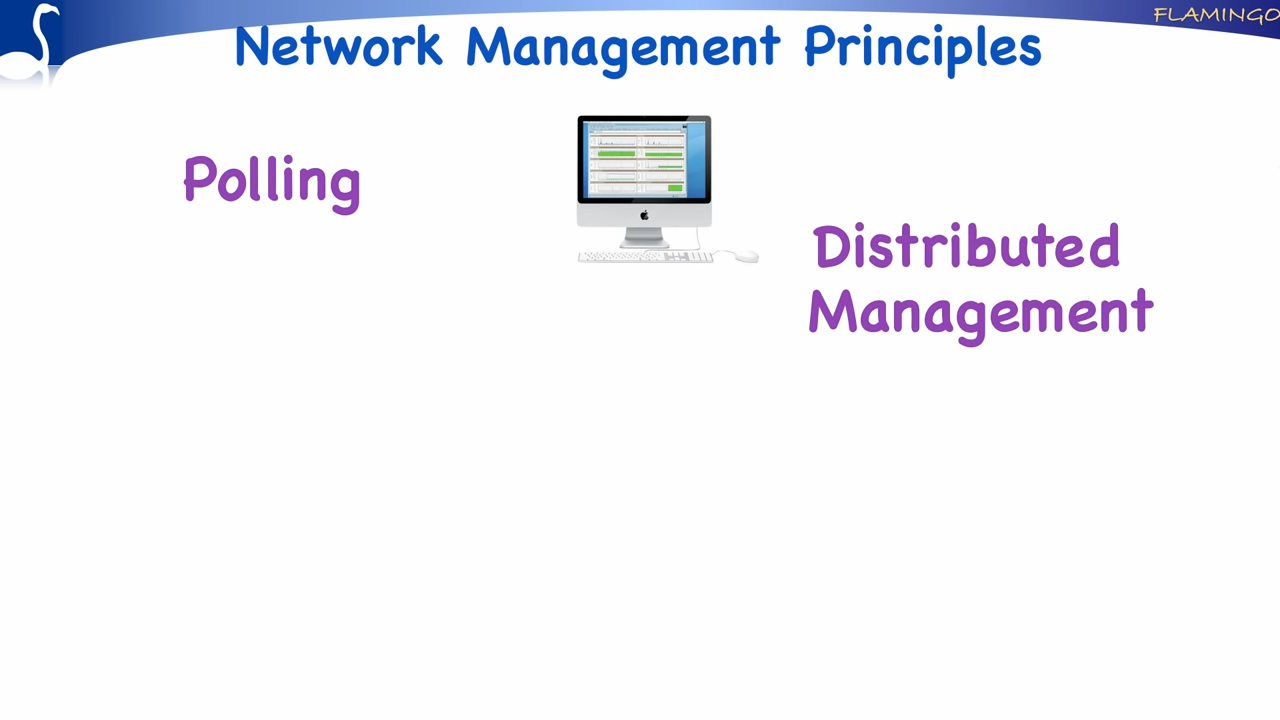 FLAMINGO
Network Management Principles
Polling
Distributed
Management